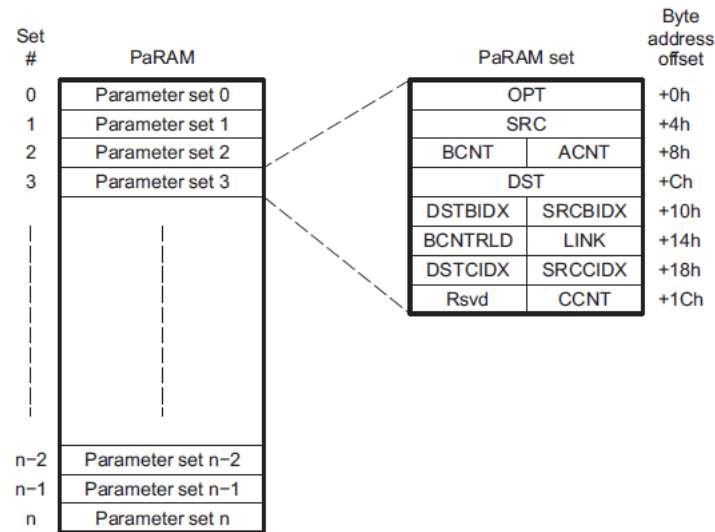 Set
#
PaRAM
PaRAM set
Byte
address
offset
0 Parameter set 0
1 Parameter set 1
2 Parameter set 2
3 Parameter set 3
n−2 Parameter set n−2
n−1 Parameter set n−1
n Parameter set n
OPT +0h
SRC +4h
BCNT ACNT +8h
DST +Ch
DSTBIDX SRCBIDX +10h
BCNTRLD LINK +14h
DSTCIDX SRCCIDX +18h
Rsvd CCNT +1Ch